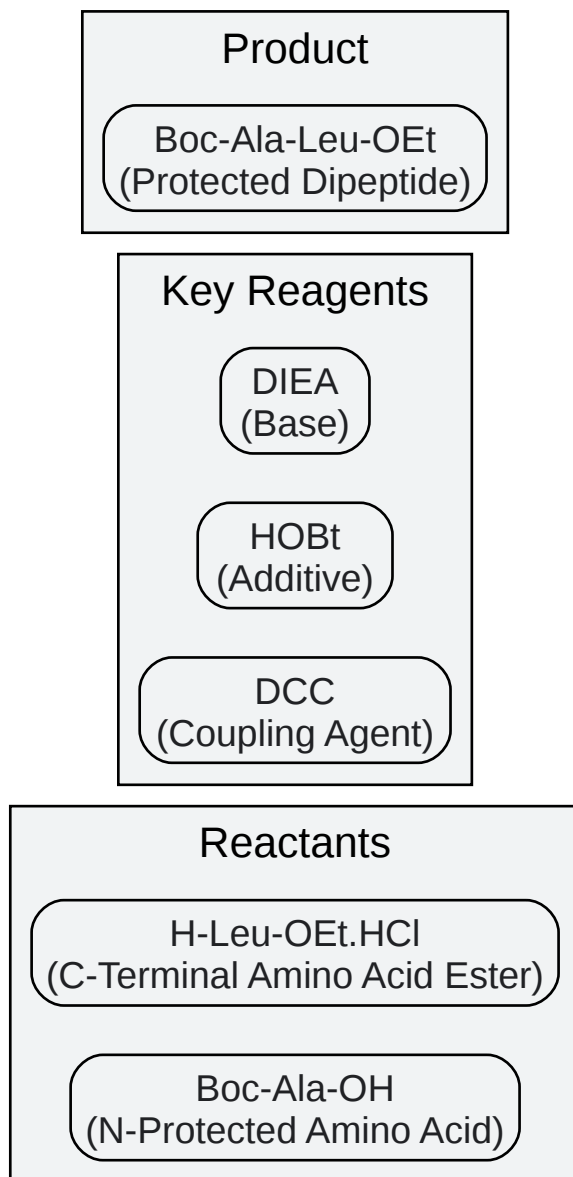 Product
Boc-Ala-Leu-OEt
(Protected Dipeptide)
Key Reagents
DIEA
(Base)
HOBt
(Additive)
DCC
(Coupling Agent)
Reactants
H-Leu-OEt.HCl
(C-Terminal Amino Acid Ester)
Boc-Ala-OH
(N-Protected Amino Acid)